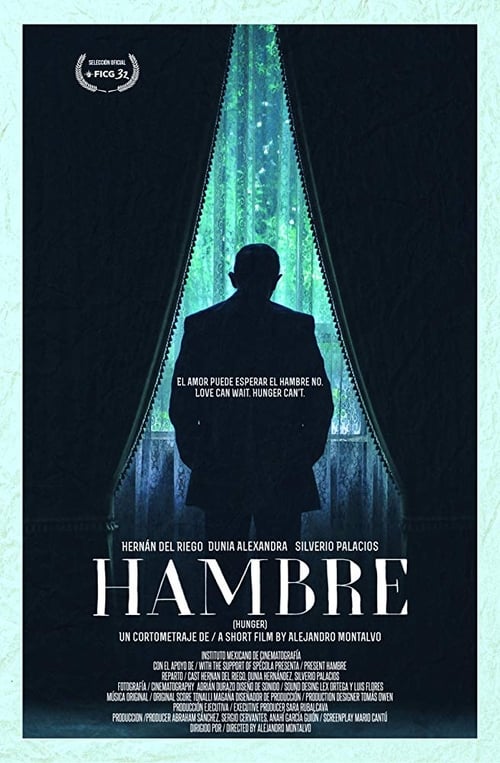 SELECCIÓN OFICIAL
FICG 32
EL AMOR PUEDE ESPERAR EL HAMBRE NO.
LOVE CAN WAIT. HUNGER CAN'T.
HERNÁN DEL RIEGO DUNIA ALEXANDRA SILVERIO PALACIOS
HAMBRE
(HUNGER)
UN CORTOMETRAJE DE / A SHORT FILM BY ALEJANDRO MONTALVO
INSTITUTO MEXICANO DE CINEMATOGRAFÍA
CON EL APOYO DE / WITH THE SUPPORT OF SPÉCULA PRESENTA / PRESENT HAMBRE
REPARTO / CAST HERNAN DEL RIEGO, DUNIA HERNÁNDEZ, SILVERIO PALACIOS
FOTOGRAFÍA / CINEMATOGRAPHY ADRIÁN DURAZO DISEÑO DE SONIDO / SOUND DESING LEX ORTEGA Y LUIS FLORES
MÚSICA ORIGINAL / ORIGINAL SCORE TONALLI MAGAÑA DISEÑADOR DE PRODUCCIÓN / PRODUCTION DESIGNER TOMÁS OWEN
PRODUCCIÓN EJECUTIVA / EXECUTIVE PRODUCER SARA RUBALCAVA
PRODUCCION /PRODUCER ABRAHAM SÁNCHEZ, SERGIO CERVANTES, ANAHÍ GARCÍA GUIÓN / SCREENPLAY MARIO CANTÚ
DIRIGIDO POR / DIRECTED BY ALEJANDRO MONTALVO